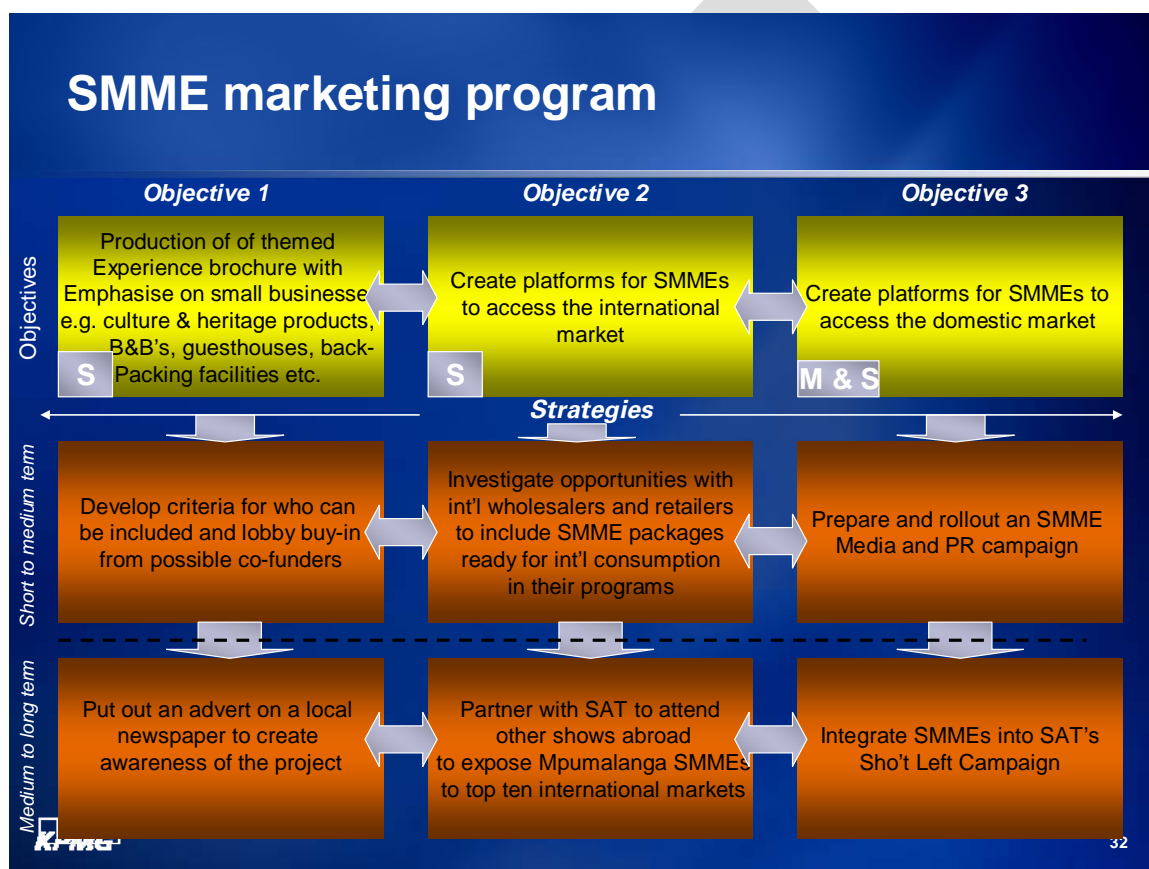 SMME marketing program
Objective 1
Objective 2
Objective 3
Objectives
Production of of themed
Experience brochure with
Emphasise on small businesse
e.g. culture & heritage products,
B&B's, guesthouses, back-
Packing facilities etc.
S
Create platforms for SMMEs
to access the international
market
S
Create platforms for SMMEs to
access the domestic market
M & S
Strategies
Short to medium term
Develop criteria for who can
be included and lobby buy-in
from possible co-funders
Investigate opportunities with
int'l wholesalers and retailers
to include SMME packages
ready for int'l consumption
in their programs
Prepare and rollout an SMME
Media and PR campaign
Medium to long term
Put out an advert on a local
newspaper to create
awareness of the project
Partner with SAT to attend
other shows abroad
to expose Mpumalanga SMMEs
to top ten international markets
Integrate SMMEs into SAT's
Sho't Left Campaign
KPMG
32